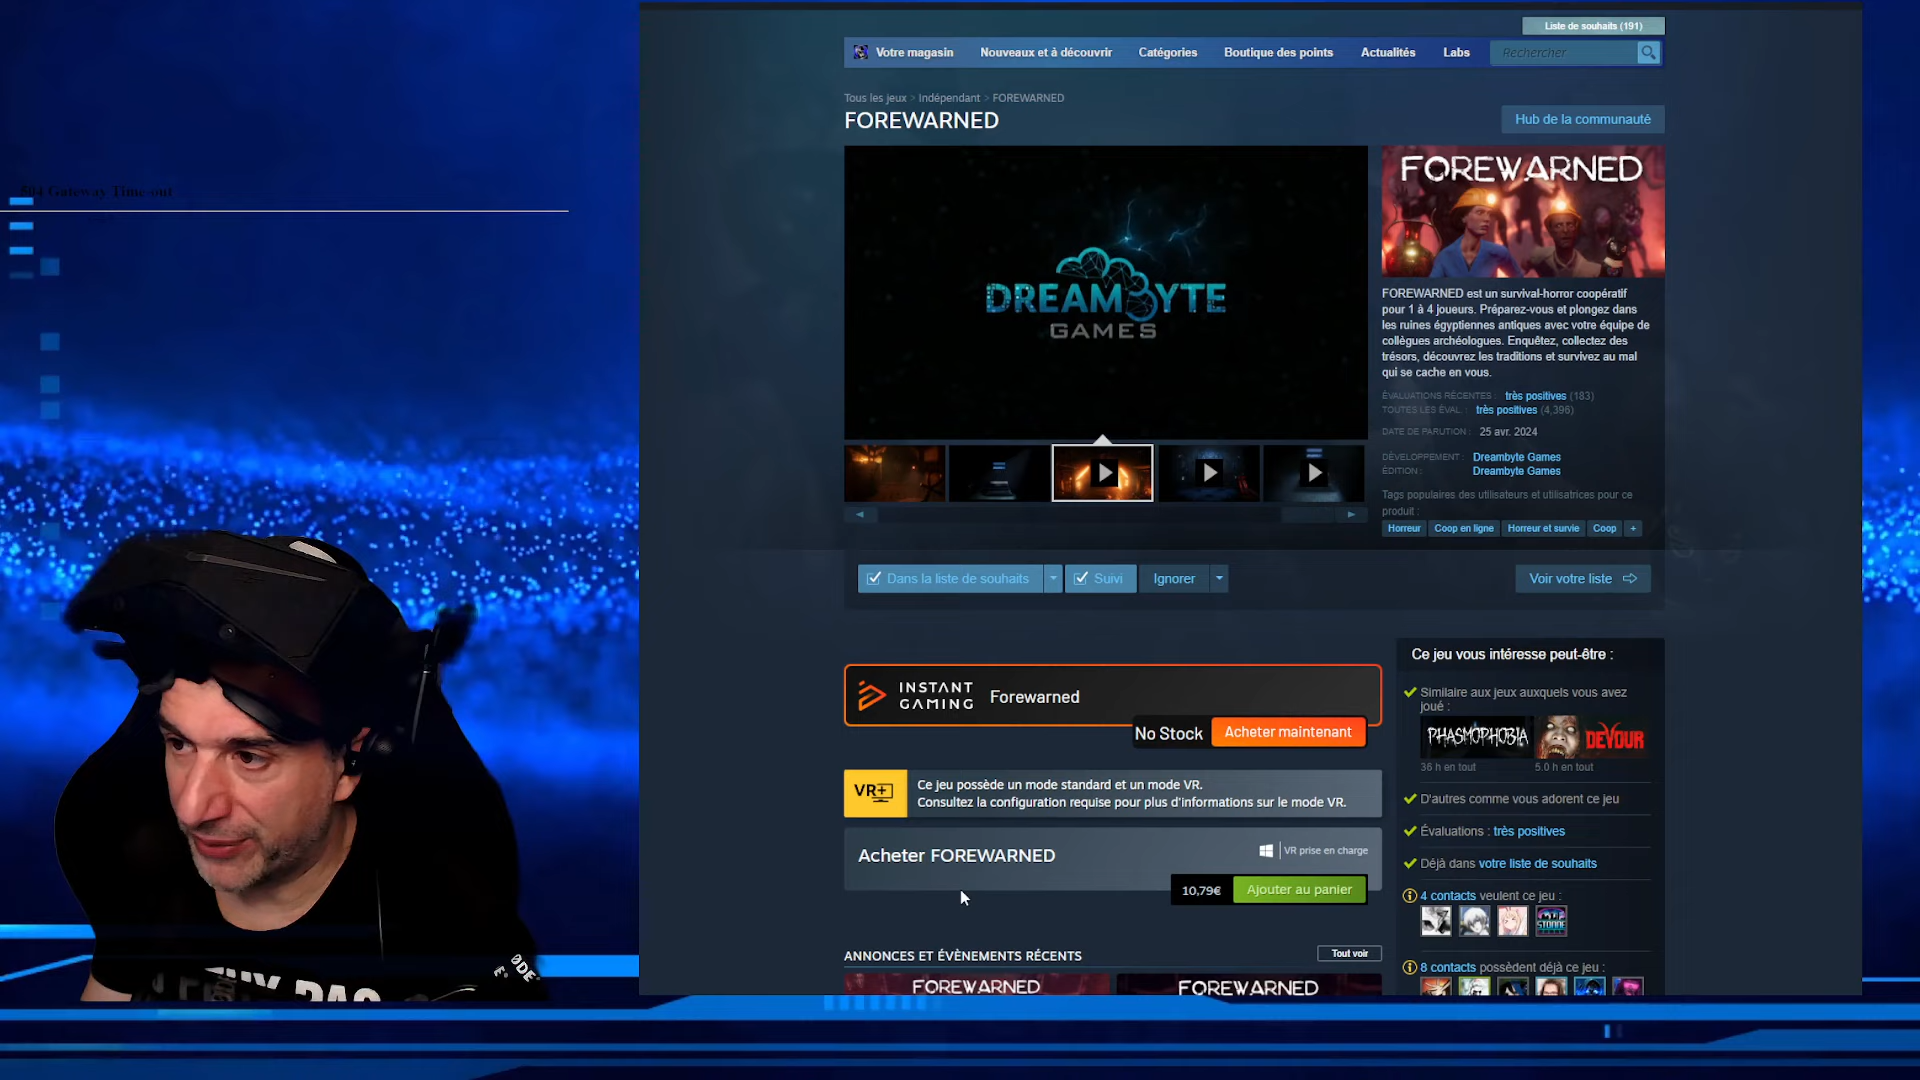 Liste de souhaits (191)
Votre magasin
Nouveaux et à découvrir
Catégories
Boutique des points
Actualités
Labs
Rechercher
Tous les jeux > Indépendant > FOREWARNED
FOREWARNED
Hub de la communauté
504 Gateway Time-out
DREAMBYTE
GAMES
FOREWARNED
FOREWARNED est un survival-horror coopératif
pour 1 à 4 joueurs. Préparez-vous et plongez dans
les ruines égyptiennes antiques avec votre équipe de
collègues archéologues. Enquêtez, collectez des
trésors, découvrez les traditions et survivez au mal
qui se cache en vous.
ÉVALUATIONS RÉCENTES : très positives (183)
TOUTES LES ÉVAL. : très positives (4,396)
DATE DE PARUTION : 25 avr. 2024
DÉVELOPPEMENT : Dreambyte Games
ÉDITION : Dreambyte Games
Tags populaires des utilisateurs et utilisatrices pour ce
produit :
Horreur
Coop en ligne
Horreur et survie
Coop
+
Dans la liste de souhaits
Suivi
Ignorer
Voir votre liste
INSTANT
GAMING
Forewarned
No Stock
Acheter maintenant
VR+
Ce jeu possède un mode standard et un mode VR.
Consultez la configuration requise pour plus d'informations sur le mode VR.
Acheter FOREWARNED
VR prise en charge
10,79€
Ajouter au panier
ANNONCES ET ÉVÈNEMENTS RÉCENTS
Tout voir
FOREWARNED
FOREWARNED
Ce jeu vous intéresse peut-être :
Similaire aux jeux auxquels vous avez
joué :
PHASMOPHOBIA
DEVOUR
36 h en tout
5.0 h en tout
D'autres comme vous adorent ce jeu
Évaluations : très positives
Déjà dans votre liste de souhaits
4 contacts veulent ce jeu :
8 contacts possèdent déjà ce jeu :